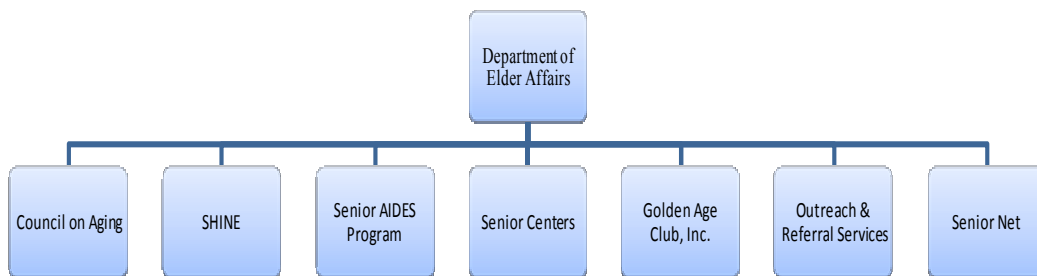 Department of
Elder Affairs
Council on Aging
SHINE
Senior AIDES
Program
Senior Centers
Golden Age
Club, Inc.
Outreach &
Referral Services
Senior Net